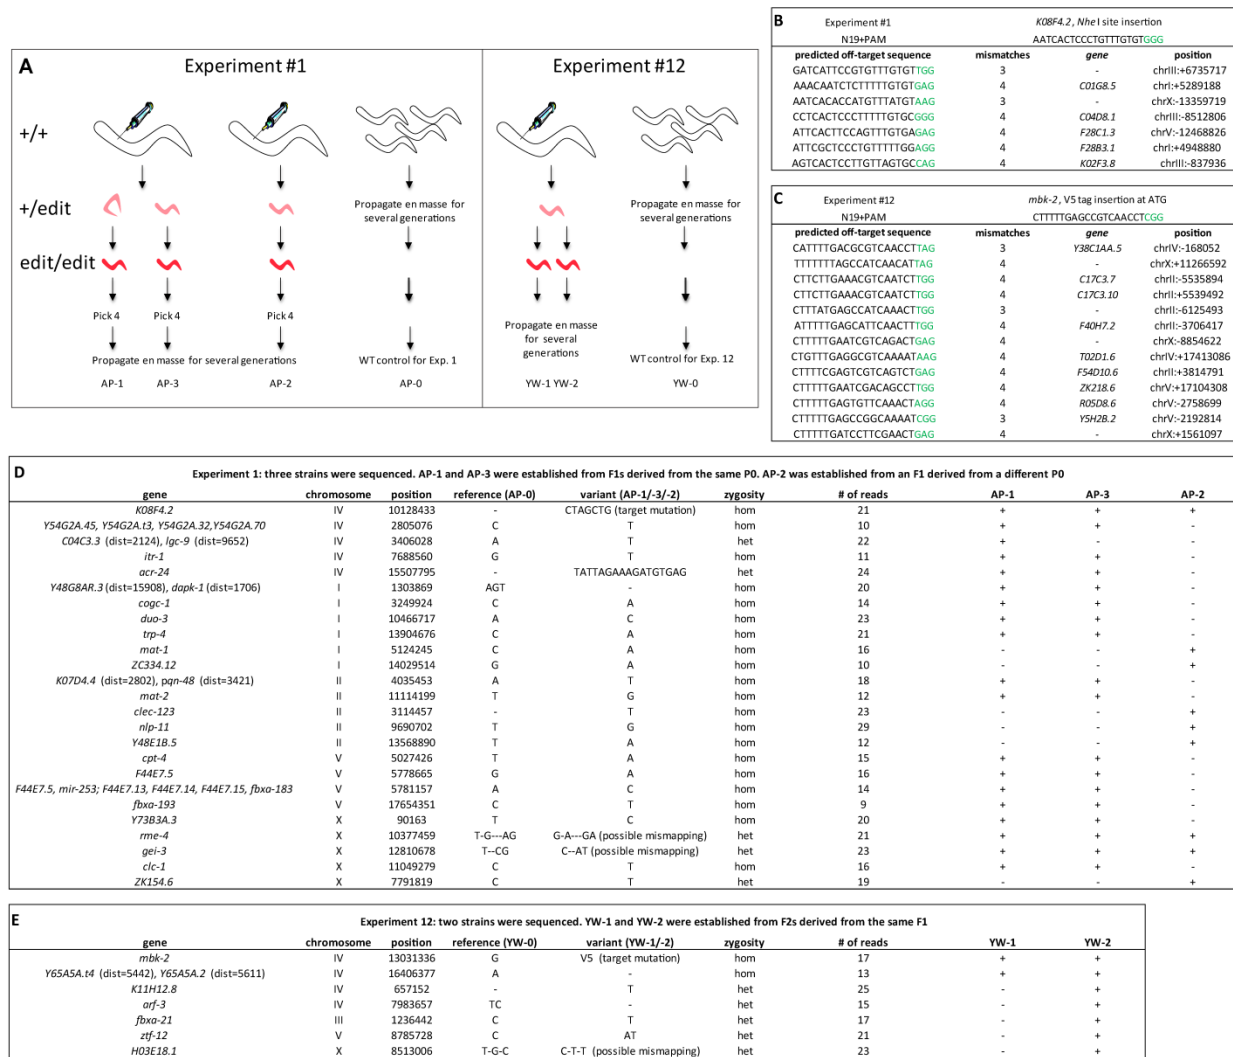 A
Experiment #1
Experiment #12
+/+
+/edit
edit/edit
Propagate en masse for several generations
Propagate en masse for several generations
Pick 4
Pick 4
Pick 4
Propagate en masse for several generations
WT control for Exp. 1
Propagate en masse for several generations
WT control for Exp. 12
AP-1 AP-3 AP-2 AP-0 YW-1 YW-2 YW-0
B
Experiment #1 K08F4.2, Nhe I site insertion
N19+PAM AATCACTCCCTGTTTGTGTGGG
predicted off-target sequence mismatches gene position
GATCATTCCGTGTTTGTGTTGG 3 - chrIII:+6735717
AAACAATCTCTTTTTGTGTGAG 4 C01G8.5 chrI:+5289188
AATCACACCATGTTTATGTAAG 3 - chrX:-13359719
CCTCACTCCCTGTTTGTGCGGG 4 C04D8.1 chrIII:-8512806
ATTCACTTCCAGTTTGTGAGAG 4 F28C1.3 chrV:-12468826
ATTCGCTCCCTGTTTTTGGAGG 4 F28B3.1 chrI:+4948880
AGTCACTCCTTGTTAGTGCCAG 4 K02F3.8 chrIII:-837936
C
Experiment #12 mbk-2, V5 tag insertion at ATG
N19+PAM CTTTTTGAGCCGTCAACCTCGG
predicted off-target sequence mismatches gene position
CATTTTGACGCGTCAACCTTAG 3 Y38C1AA.5 chrIV:-168052
TTTTTTTAGCCATCAACATTAG 4 - chrX:+11266592
CTTCTTGAAACGTCAATCTTGG 4 C17C3.7 chrII:-5535894
CTTCTTGAAACGTCAATCTTGG 4 C17C3.10 chrII:+5539492
CTTTATGAGCCATCAAACTTGG 3 - chrII:-6125493
ATTTTTGAGCATTCAACTTTGG 4 F40H7.2 chrII:-3706417
CTTTTTGAATCGTCAGACTGAG 4 - chrX:-8854622
CTGTTTGAGGCGTCAAAATAAG 4 T02D1.6 chrIV:+17413086
CTTTTCGAGTCGTCAGTCTGAG 4 F54D10.6 chrII:+3814791
CTTTTTGAATCGACAGCCTTGG 4 ZK218.6 chrV:+17104308
CTTTTTGAGTGTTCAAACTAGG 4 R05D8.6 chrV:-2758699
CTTTTTGAGCCGGCAAAATCGG 3 Y5H2B.2 chrV:-2192814
CTTTTTGATCCTTCGAACTGAG 4 - chrX:+1561097
D
Experiment 1: three strains were sequenced. AP-1 and AP-3 were established from F1s derived from the same P0. AP-2 was established from an F1 derived from a different P0
gene chromosome position reference (AP-0) variant (AP-1/-3/-2) zygosity # of reads AP-1 AP-3 AP-2
K08F4.2 IV 10128433 - CTAGCTG (target mutation) hom 21 + + +
Y54G2A.45, Y54G2A.t3, Y54G2A.32,Y54G2A.70 IV 2805076 C T hom 10 + + -
C04C3.3 (dist=2124), lgc-9 (dist=9652) IV 3406028 A T het 22 + - -
itr-1 IV 7688560 G T hom 11 + + -
acr-24 IV 15507795 - TATTAGAAAGATGTGAG het 24 + + -
Y48G8AR.3 (dist=15908), dapk-1 (dist=1706) I 1303869 AGT - hom 20 + + -
cogc-1 I 3249924 C A hom 14 + + -
duo-3 I 10466717 A C hom 23 + + -
trp-4 I 13904676 C A hom 21 + + -
mat-1 I 5124245 C A hom 16 - - +
ZC334.12 I 14029514 G A hom 10 - - +
K07D4.4 (dist=2802), pqn-48 (dist=3421) II 4035453 A T hom 18 + + -
mat-2 II 11114199 T G hom 12 + + -
clec-123 II 3114457 - T hom 23 - - +
nlp-11 II 9690702 T G hom 29 - - +
Y48E1B.5 II 13568890 T A hom 12 - - +
cpt-4 V 5027426 T A hom 15 + + -
F44E7.5 V 5778665 G A hom 16 + + -
F44E7.5, mir-253; F44E7.13, F44E7.14, F44E7.15, fbxa-183 V 5781157 A C hom 14 + + -
fbxa-193 V 17654351 C T hom 9 + + -
Y73B3A.3 X 90163 T C hom 20 + + -
rme-4 X 10377459 T-G---AG G-A---GA (possible mismapping) het 21 + + +
gei-3 X 12810678 T--CG C--AT (possible mismapping) het 23 + + +
clc-1 X 11049279 C T hom 16 + + -
ZK154.6 X 7791819 C T het 19 - - +
E
Experiment 12: two strains were sequenced. YW-1 and YW-2 were established from F2s derived from the same F1
gene chromosome position reference (YW-0) variant (YW-1/-2) zygosity # of reads YW-1 YW-2
mbk-2 IV 13031336 G V5 (target mutation) hom 17 + +
Y65A5A.t4 (dist=5442), Y65A5A.2 (dist=5611) IV 16406377 A - hom 13 + +
K11H12.8 IV 657152 - T het 25 - +
arf-3 IV 7983657 TC - het 15 - +
fbxa-21 III 1236442 C T het 17 - +
ztf-12 V 8785728 C AT het 21 - +
H03E18.1 X 8513006 T-G-C C-T-T (possible mismapping) het 23 - +